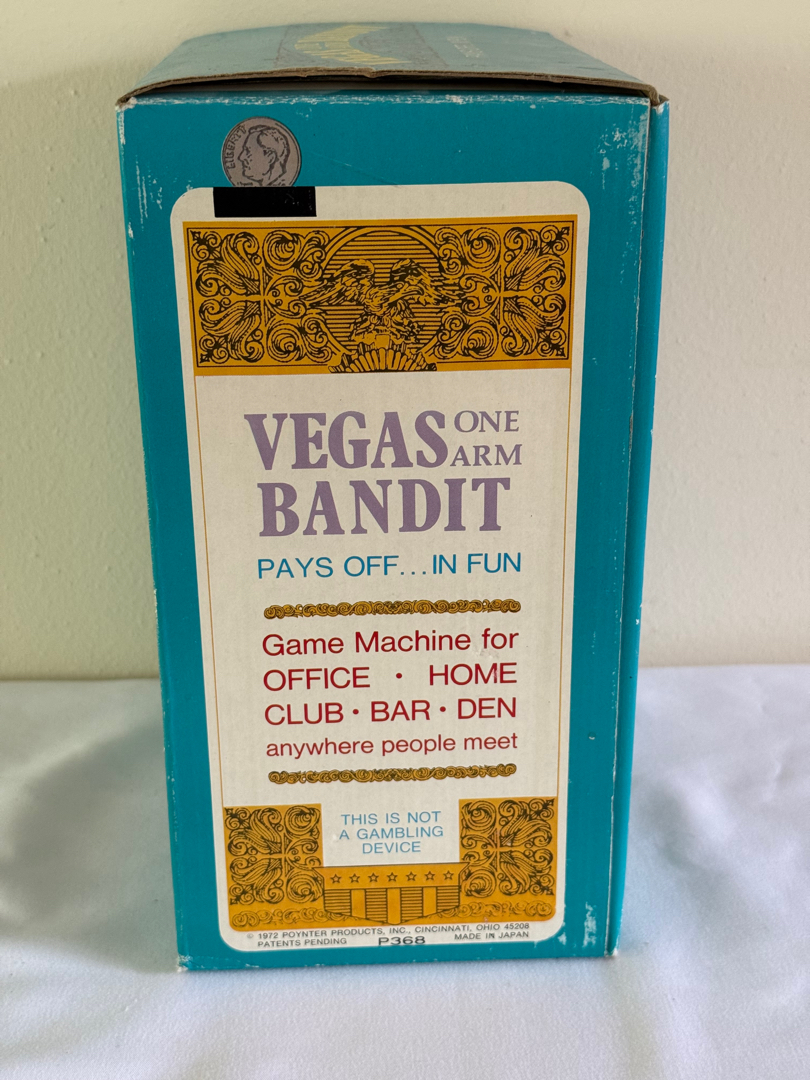 LIBERTY
VEGAS ONE ARM
BANDIT
PAYS OFF...IN FUN
Game Machine for
OFFICE • HOME
CLUB • BAR • DEN
anywhere people meet
THIS IS NOT
A GAMBLING
DEVICE
© 1972 POYNTER PRODUCTS, INC., CINCINNATI, OHIO 45208
PATENTS PENDING P368 MADE IN JAPAN